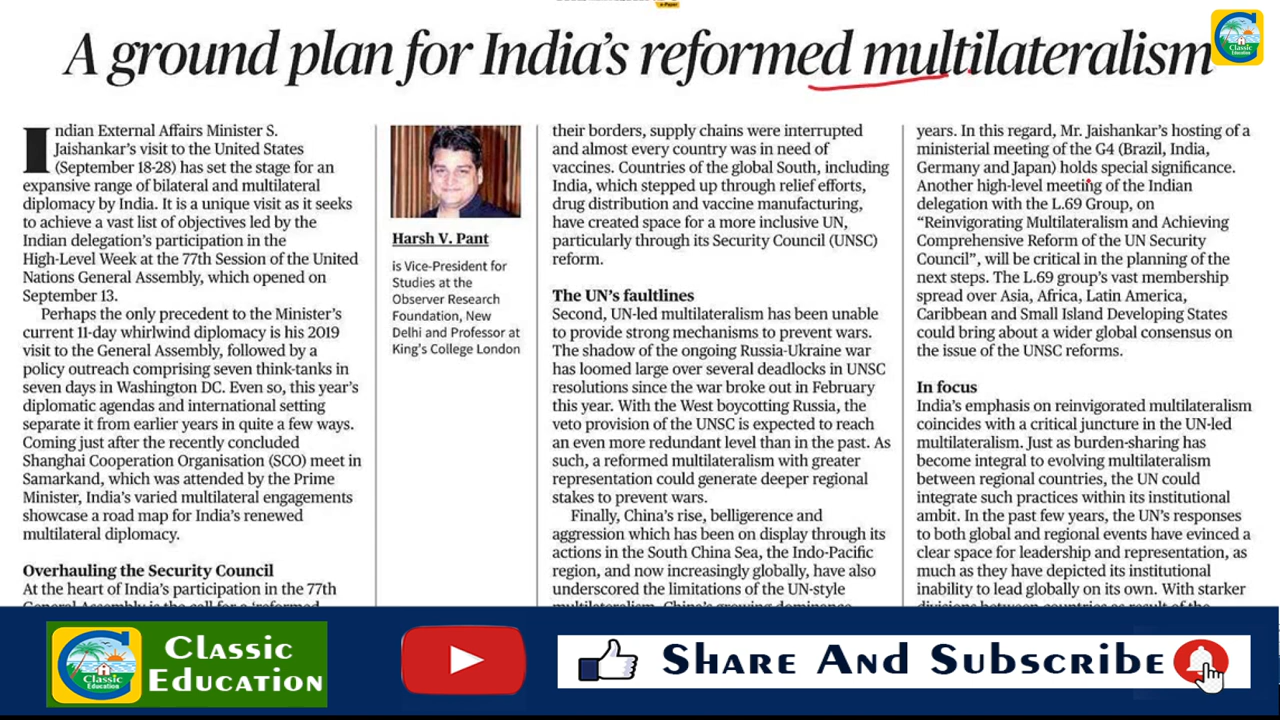 A ground plan for India's reformed multilateralism
Classic
Education
Indian External Affairs Minister S.
Jaishankar's visit to the United States
(September 18-28) has set the stage for an
expansive range of bilateral and multilateral
diplomacy by India. It is a unique visit as it seeks
to achieve a vast list of objectives led by the
Indian delegation's participation in the
High-Level Week at the 77th Session of the United
Nations General Assembly, which opened on
September 13.
Perhaps the only precedent to the Minister's
current 11-day whirlwind diplomacy is his 2019
visit to the General Assembly, followed by a
policy outreach comprising seven think-tanks in
seven days in Washington DC. Even so, this year's
diplomatic agendas and international setting
separate it from earlier years in quite a few ways.
Coming just after the recently concluded
Shanghai Cooperation Organisation (SCO) meet in
Samarkand, which was attended by the Prime
Minister, India's varied multilateral engagements
showcase a road map for India's renewed
multilateral diplomacy.
Overhauling the Security Council
At the heart of India's participation in the 77th
General Assembly is the call for a 'reformed
Harsh V. Pant
is Vice-President for
Studies at the
Observer Research
Foundation, New
Delhi and Professor at
King's College London
their borders, supply chains were interrupted
and almost every country was in need of
vaccines. Countries of the global South, including
India, which stepped up through relief efforts,
drug distribution and vaccine manufacturing,
have created space for a more inclusive UN,
particularly through its Security Council (UNSC)
reform.
The UN's faultlines
Second, UN-led multilateralism has been unable
to provide strong mechanisms to prevent wars.
The shadow of the ongoing Russia-Ukraine war
has loomed large over several deadlocks in UNSC
resolutions since the war broke out in February
this year. With the West boycotting Russia, the
veto provision of the UNSC is expected to reach
an even more redundant level than in the past. As
such, a reformed multilateralism with greater
representation could generate deeper regional
stakes to prevent wars.
Finally, China's rise, belligerence and
aggression which has been on display through its
actions in the South China Sea, the Indo-Pacific
region, and now increasingly globally, have also
underscored the limitations of the UN-style
multilateralism. China's growing dominance
years. In this regard, Mr. Jaishankar's hosting of a
ministerial meeting of the G4 (Brazil, India,
Germany and Japan) holds special significance.
Another high-level meeting of the Indian
delegation with the L.69 Group, on
“Reinvigorating Multilateralism and Achieving
Comprehensive Reform of the UN Security
Council”, will be critical in the planning of the
next steps. The L.69 group's vast membership
spread over Asia, Africa, Latin America,
Caribbean and Small Island Developing States
could bring about a wider global consensus on
the issue of the UNSC reforms.
In focus
India's emphasis on reinvigorated multilateralism
coincides with a critical juncture in the UN-led
multilateralism. Just as burden-sharing has
become integral to evolving multilateralism
between regional countries, the UN could
integrate such practices within its institutional
ambit. In the past few years, the UN's responses
to both global and regional events have evinced a
clear space for leadership and representation, as
much as they have depicted its institutional
inability to lead globally on its own. With starker
divisions between countries as result of the
Classic
Education
Classic
Education
Share And Subscribe